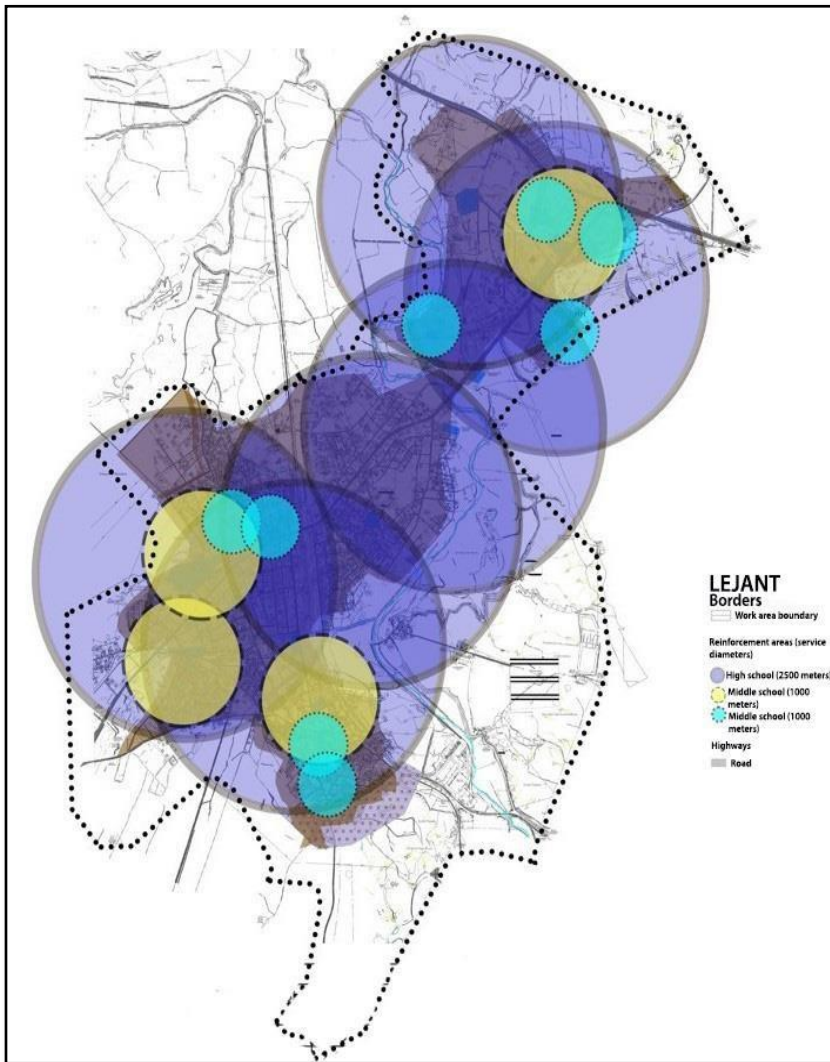 LEJANT
Borders
Work area boundary
Reinforcement areas (service
diameters)
High school (2500 meters)
Middle school (1000
meters)
Middle school (1000
meters)
Highways
Road